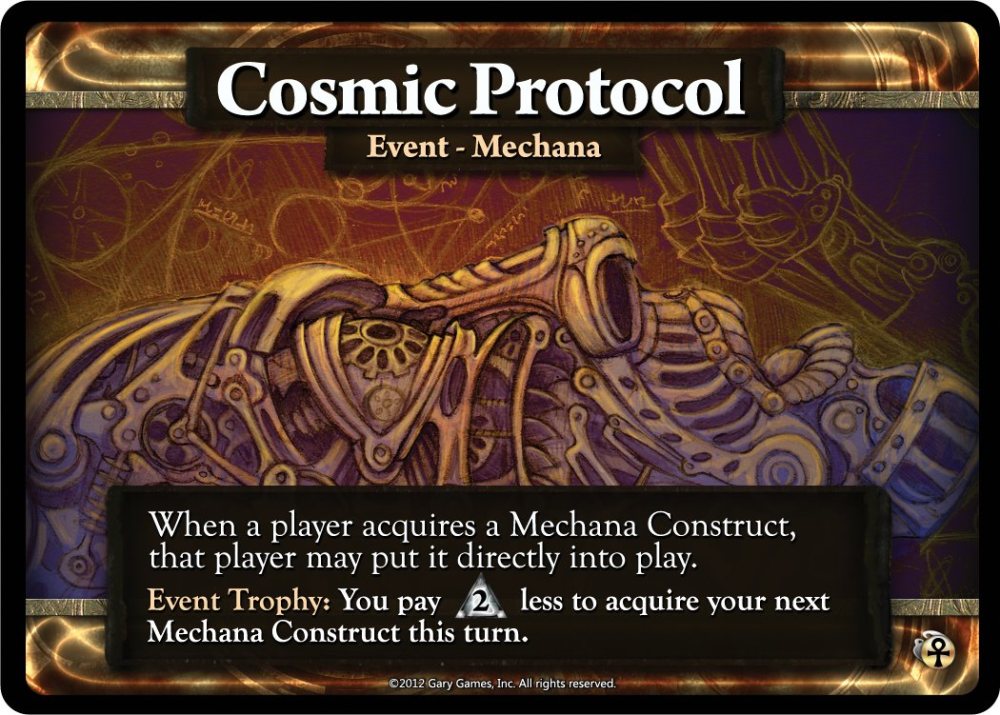 Cosmic Protocol
Event - Mechana
When a player acquires a Mechana Construct,
that player may put it directly into play.
Event Trophy: You pay 2 less to acquire your next
Mechana Construct this turn.
©2012 Gary Games, Inc. All rights reserved.